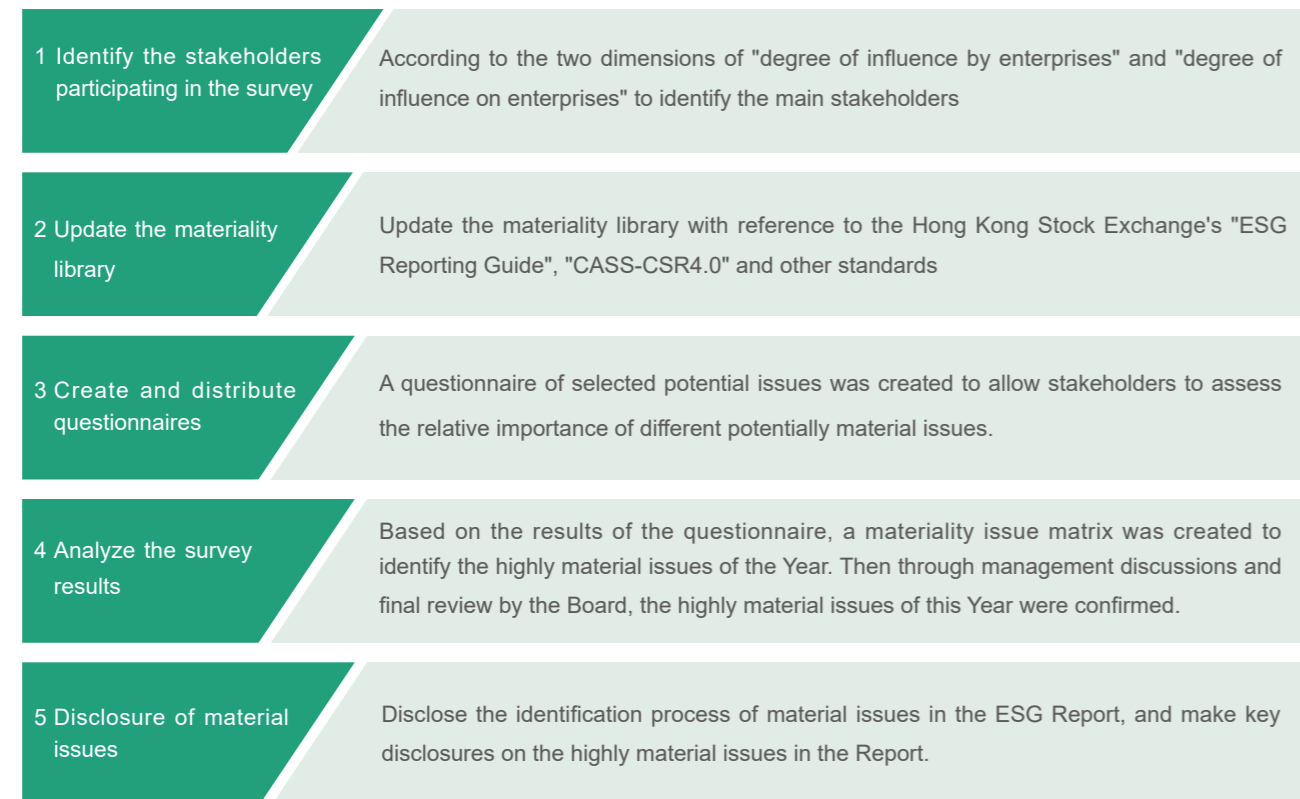 1 Identify the stakeholders
participating in the survey
According to the two dimensions of "degree of influence by enterprises" and "degree of
influence on enterprises" to identify the main stakeholders
2 Update the materiality
library
Update the materiality library with reference to the Hong Kong Stock Exchange's "ESG
Reporting Guide", "CASS-CSR4.0" and other standards
3 Create and distribute
questionnaires
A questionnaire of selected potential issues was created to allow stakeholders to assess
the relative importance of different potentially material issues.
4 Analyze the survey
results
Based on the results of the questionnaire, a materiality issue matrix was created to
identify the highly material issues of the Year. Then through management discussions and
final review by the Board, the highly material issues of this Year were confirmed.
5 Disclosure of material
issues
Disclose the identification process of material issues in the ESG Report, and make key
disclosures on the highly material issues in the Report.